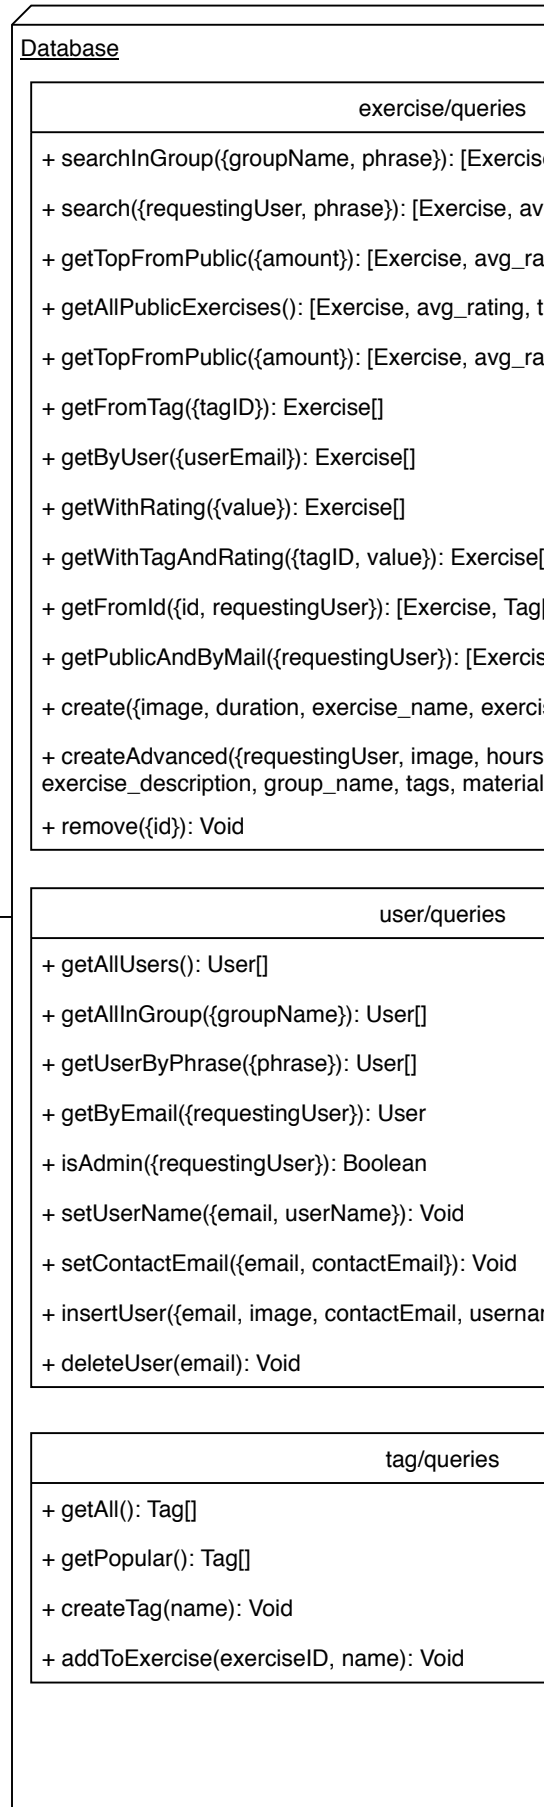 Database
exercise/queries
+ searchInGroup({groupName, phrase}): [Exercis
+ search({requestingUser, phrase}): [Exercise, av
+ getTopFromPublic({amount}): [Exercise, avg_ra
+ getAllPublicExercises(): [Exercise, avg_rating, t
+ getTopFromPublic({amount}): [Exercise, avg_ra
+ getFromTag({tagID}): Exercise[]
+ getByUser({userEmail}): Exercise[]
+ getWithRating({value}): Exercise[]
+ getWithTagAndRating({tagID, value}): Exercise[
+ getFromId({id, requestingUser}): [Exercise, Tag[
+ getPublicAndByMail({requestingUser}): [Exercis
+ create({image, duration, exercise_name, exerci
+ createAdvanced({requestingUser, image, hours
exercise_description, group_name, tags, material
+ remove({id}): Void
user/queries
+ getAllUsers(): User[]
+ getAllInGroup({groupName}): User[]
+ getUserByPhrase({phrase}): User[]
+ getByEmail({requestingUser}): User
+ isAdmin({requestingUser}): Boolean
+ setUserName({email, userName}): Void
+ setContactEmail({email, contactEmail}): Void
+ insertUser({email, image, contactEmail, userna
+ deleteUser(email): Void
tag/queries
+ getAll(): Tag[]
+ getPopular(): Tag[]
+ createTag(name): Void
+ addToExercise(exerciseID, name): Void